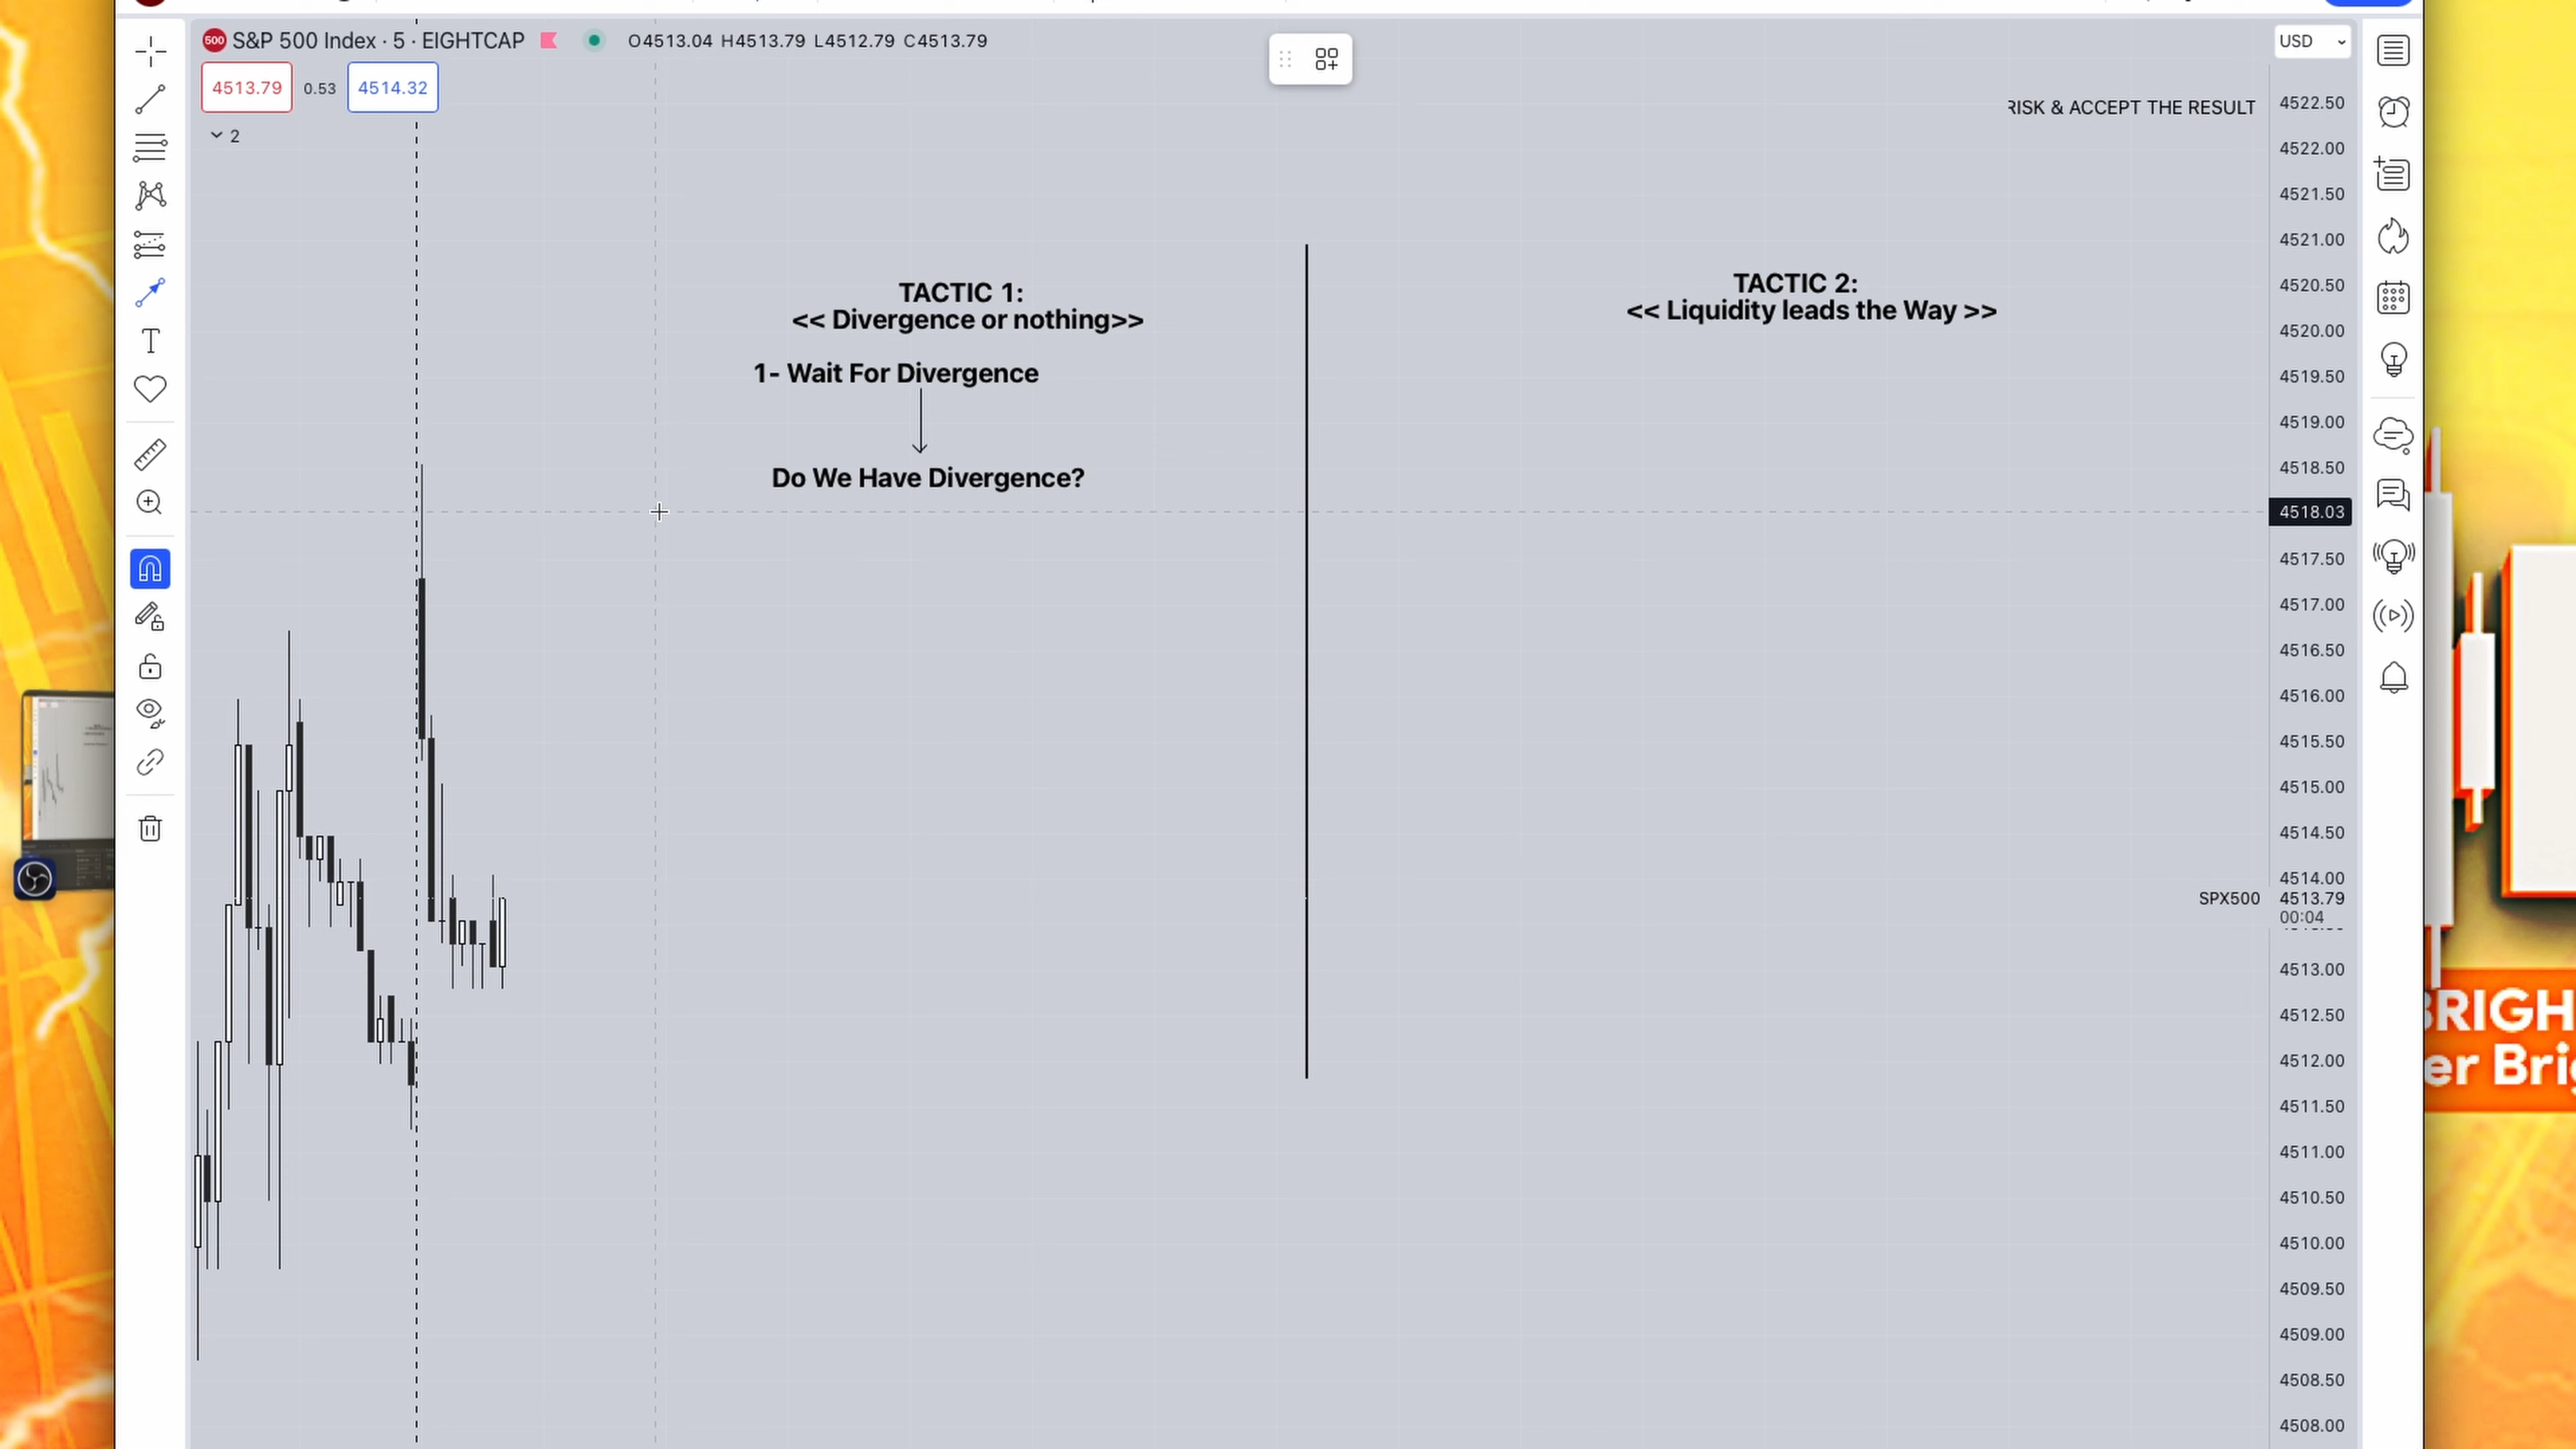 500 S&P 500 Index · 5 · EIGHTCAP O4513.04 H4513.79 L4512.79 C4513.79
USD
4513.79 0.53 4514.32
2
RISK & ACCEPT THE RESULT
TACTIC 1:
<< Divergence or nothing>>
1- Wait For Divergence
Do We Have Divergence?
TACTIC 2:
<< Liquidity leads the Way >>
4522.50
4522.00
4521.50
4521.00
4520.50
4520.00
4519.50
4519.00
4518.50
4518.03
4517.50
4517.00
4516.50
4516.00
4515.50
4515.00
4514.50
4514.00
SPX500 4513.79
00:04
4513.00
4512.50
4512.00
4511.50
4511.00
4510.50
4510.00
4509.50
4509.00
4508.50
4508.00
BRIGH
er Brig